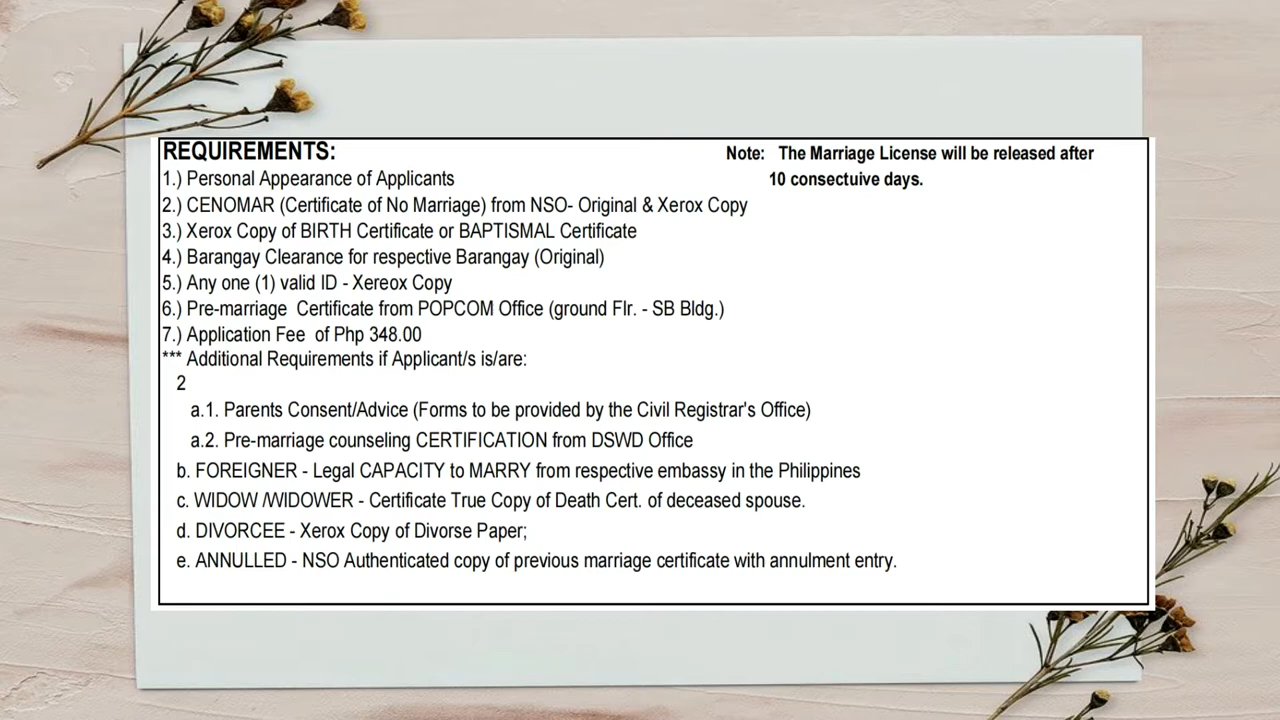 REQUIREMENTS:
Note: The Marriage License will be released after
10 consectuive days.
1.) Personal Appearance of Applicants
2.) CENOMAR (Certificate of No Marriage) from NSO- Original & Xerox Copy
3.) Xerox Copy of BIRTH Certificate or BAPTISMAL Certificate
4.) Barangay Clearance for respective Barangay (Original)
5.) Any one (1) valid ID - Xereox Copy
6.) Pre-marriage Certificate from POPCOM Office (ground Flr. - SB Bldg.)
7.) Application Fee of Php 348.00
*** Additional Requirements if Applicant/s is/are:
2
a.1. Parents Consent/Advice (Forms to be provided by the Civil Registrar's Office)
a.2. Pre-marriage counseling CERTIFICATION from DSWD Office
b. FOREIGNER - Legal CAPACITY to MARRY from respective embassy in the Philippines
c. WIDOW /WIDOWER - Certificate True Copy of Death Cert. of deceased spouse.
d. DIVORCEE - Xerox Copy of Divorse Paper;
e. ANNULLED - NSO Authenticated copy of previous marriage certificate with annulment entry.